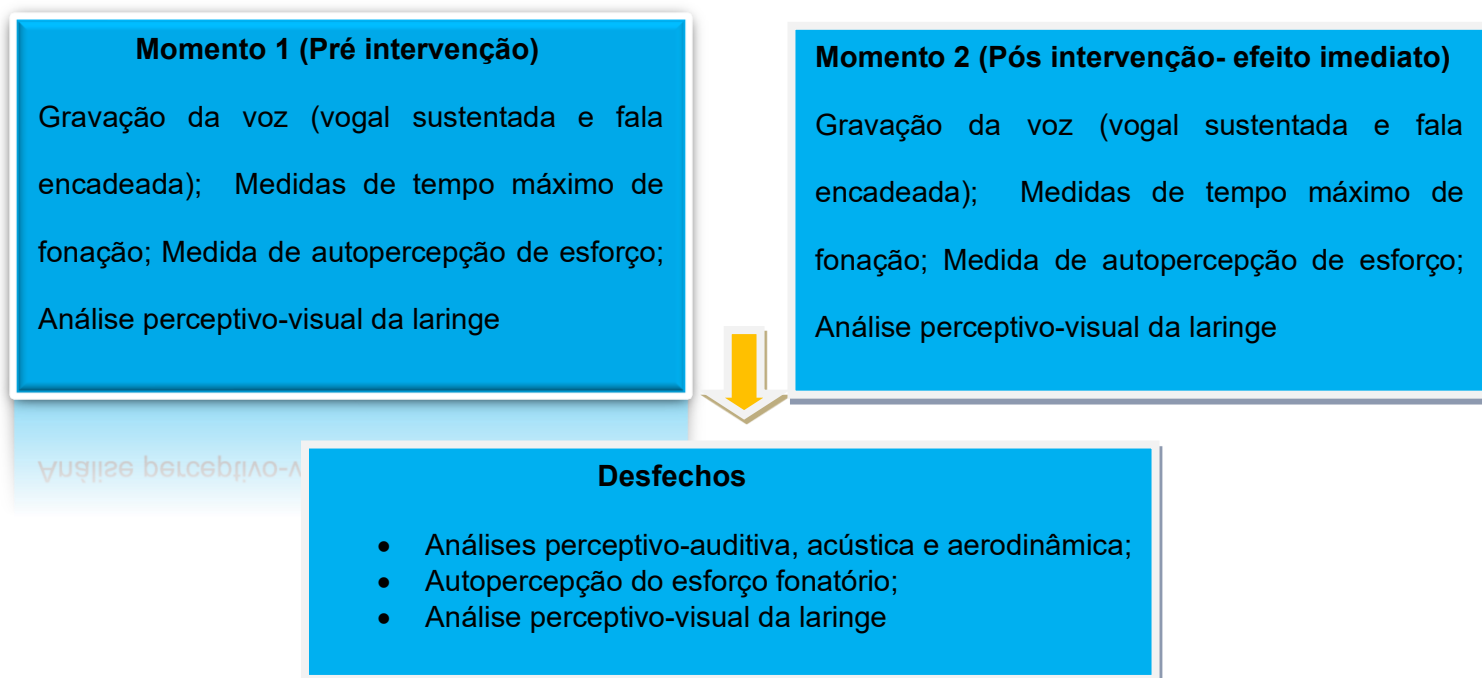 Momento 1 (Pré intervenção)
Gravação da voz (vogal sustentada e fala
encadeada); Medidas de tempo máximo de
fonação; Medida de autopercepção de esforço;
Análise perceptivo-visual da laringe
Momento 2 (Pós intervenção- efeito imediato)
Gravação da voz (vogal sustentada e fala
encadeada); Medidas de tempo máximo de
fonação; Medida de autopercepção de esforço;
Análise perceptivo-visual da laringe
Desfechos
• Análises perceptivo-auditiva, acústica e aerodinâmica;
• Autopercepção do esforço fonatório;
• Análise perceptivo-visual da laringe